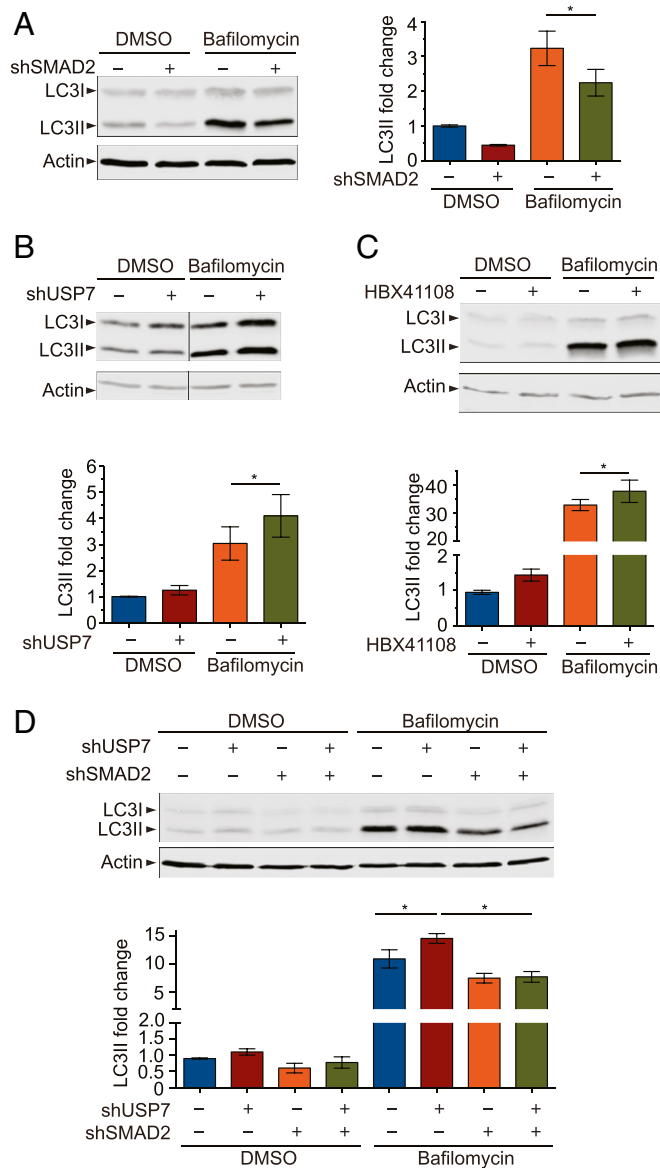 A
DMSO Bafilomycin
shSMAD2 – + – +
LC3I
LC3II
Actin
LC3II fold change
4
3
2
1
0
shSMAD2 – + – +
DMSO Bafilomycin
*
B
DMSO Bafilomycin
shUSP7 – + – +
LC3I
LC3II
Actin
LC3II fold change
6
5
4
3
2
1
0
*
shUSP7 – + – +
DMSO Bafilomycin
C
DMSO Bafilomycin
HBX41108 – + – +
LC3I
LC3II
Actin
LC3II fold change
40
30
20
2
1
0
*
HBX41108 – + – +
DMSO Bafilomycin
D
DMSO Bafilomycin
shUSP7 – + – + – + – +
shSMAD2 – – + + – – + +
LC3I
LC3II
Actin
LC3II fold change
15
10
5
2.0
1.5
1.0
0.5
0
* *
shUSP7 – + – + – + – +
shSMAD2 – – + + – – + +
DMSO Bafilomycin